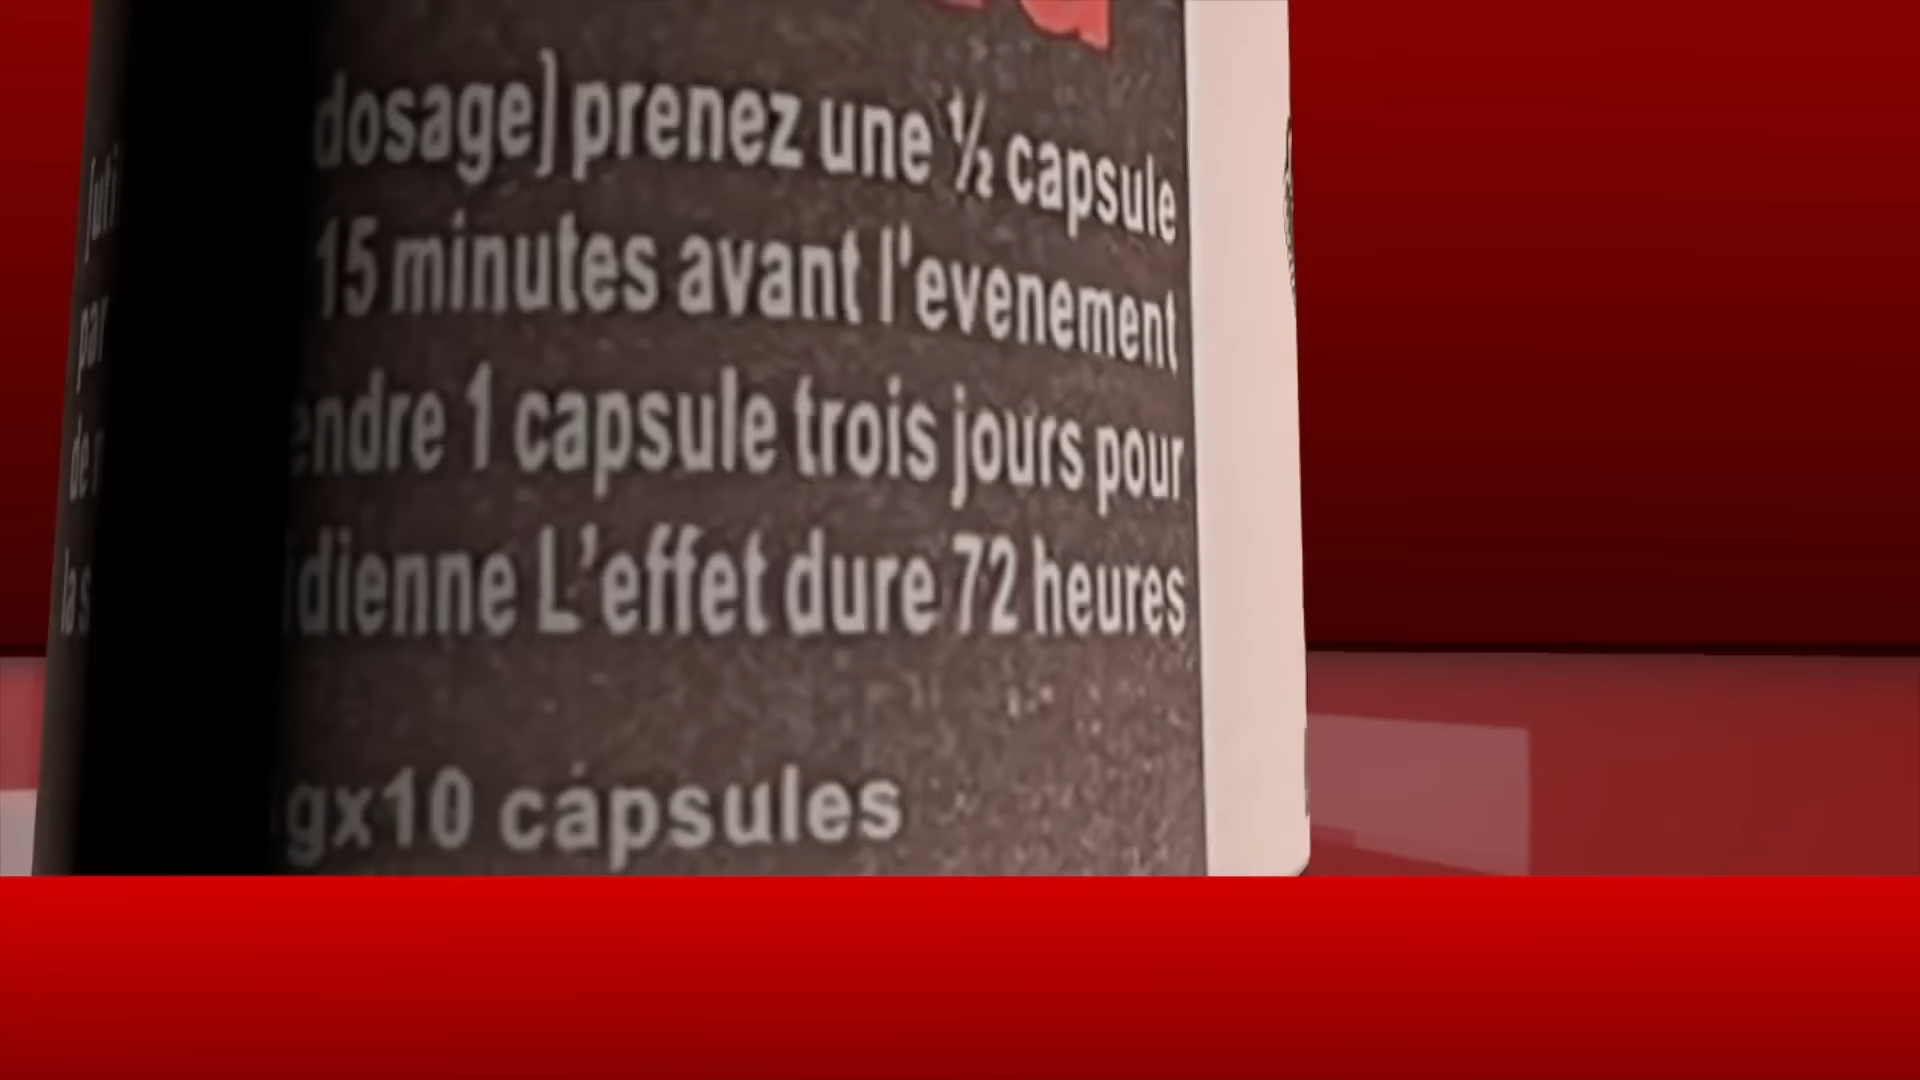 dosage) prenez une ½ capsule
15 minutes avant l'evenement
endre 1 capsule trois jours pour
dienne L'effet dure 72 heures
gx10 capsules